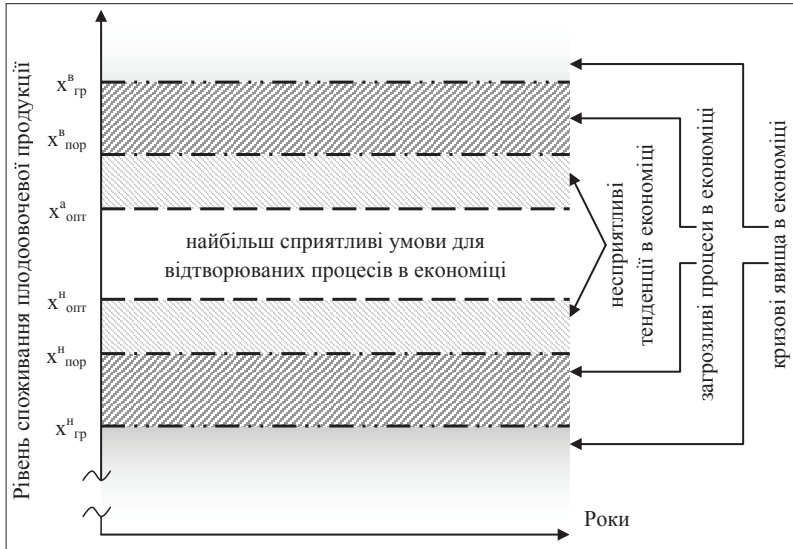 Рівень споживання плодоовочевої продукції
x^в_гр
x^в_пор
x^а_опт
x^н_опт
x^н_пор
x^н_гр
найбільш сприятливі умови для
відтворюваних процесів в економіці
несприятливі
тенденції в економіці
загрозливі процеси в економіці
кризові явища в економіці
Роки